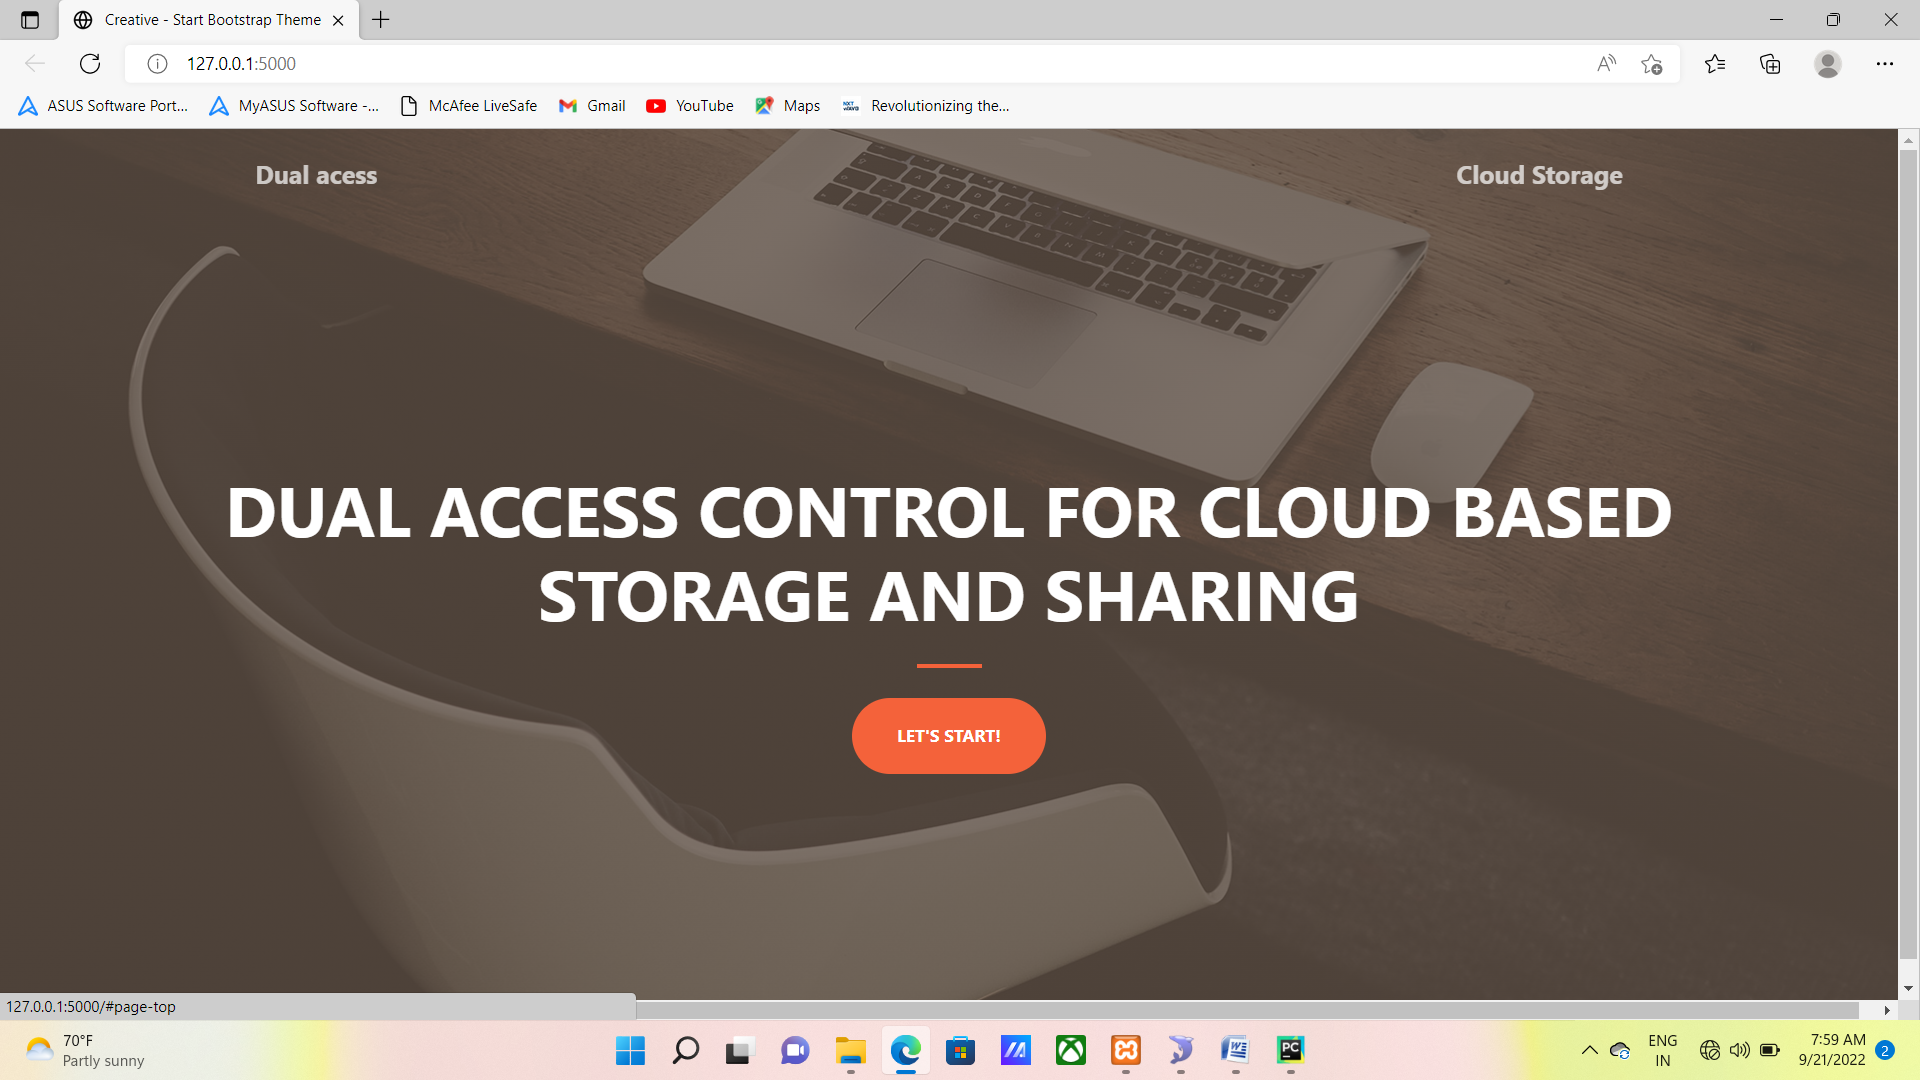 Creative - Start Bootstrap Theme
127.0.0.1:5000
ASUS Software Port...
MyASUS Software -...
McAfee LiveSafe
Gmail
YouTube
Maps
Revolutionizing the...
Dual acess
Cloud Storage
DUAL ACCESS CONTROL FOR CLOUD BASED
STORAGE AND SHARING
LET'S START!
127.0.0.1:5000/#page-top
70°F
Partly sunny
ENG
IN
7:59 AM
9/21/2022
2